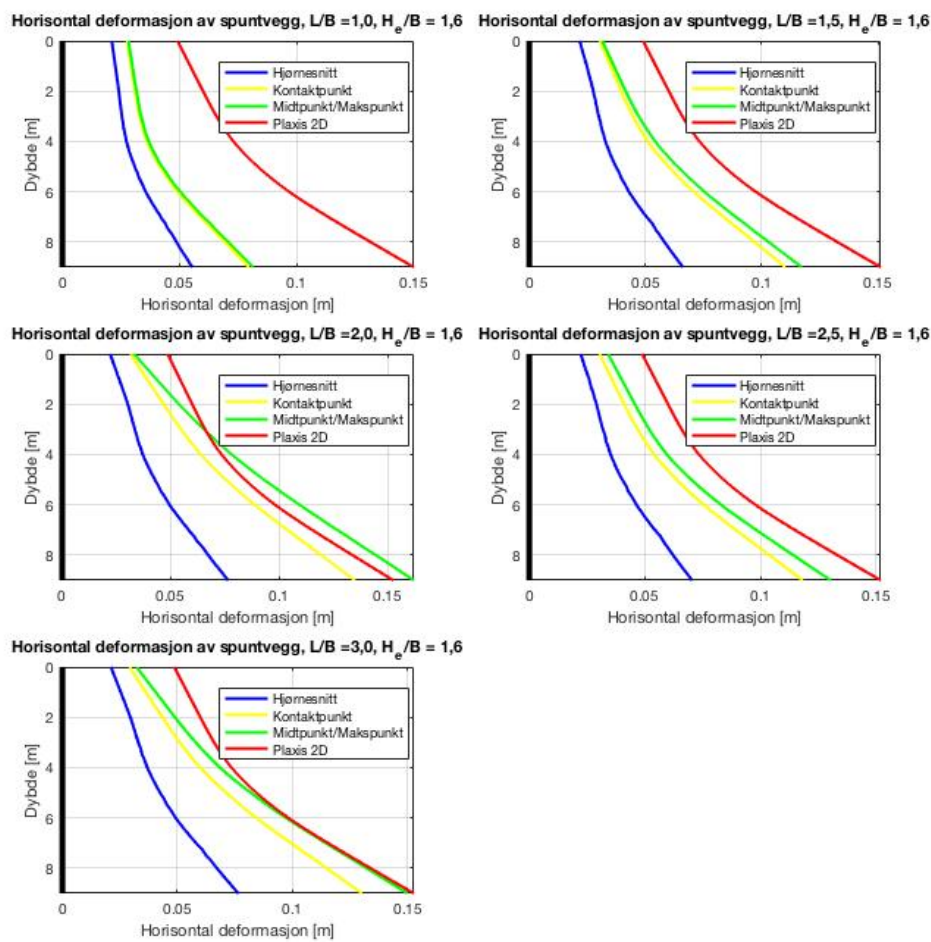 Horisontal deformasjon av spuntvegg, L/B =1,0, H_e/B = 1,6
0
2
4
6
8
Dybde [m]
Hjørnesnitt
Kontaktpunkt
Midtpunkt/Makspunkt
Plaxis 2D
0 0.05 0.1 0.15
Horisontal deformasjon [m]
Horisontal deformasjon av spuntvegg, L/B =1,5, H_e/B = 1,6
0
2
4
6
8
Dybde [m]
Hjørnesnitt
Kontaktpunkt
Midtpunkt/Makspunkt
Plaxis 2D
0 0.05 0.1 0.15
Horisontal deformasjon [m]
Horisontal deformasjon av spuntvegg, L/B =2,0, H_e/B = 1,6
0
2
4
6
8
Dybde [m]
Hjørnesnitt
Kontaktpunkt
Midtpunkt/Makspunkt
Plaxis 2D
0 0.05 0.1 0.15
Horisontal deformasjon [m]
Horisontal deformasjon av spuntvegg, L/B =2,5, H_e/B = 1,6
0
2
4
6
8
Dybde [m]
Hjørnesnitt
Kontaktpunkt
Midtpunkt/Makspunkt
Plaxis 2D
0 0.05 0.1 0.15
Horisontal deformasjon [m]
Horisontal deformasjon av spuntvegg, L/B =3,0, H_e/B = 1,6
0
2
4
6
8
Dybde [m]
Hjørnesnitt
Kontaktpunkt
Midtpunkt/Makspunkt
Plaxis 2D
0 0.05 0.1 0.15
Horisontal deformasjon [m]